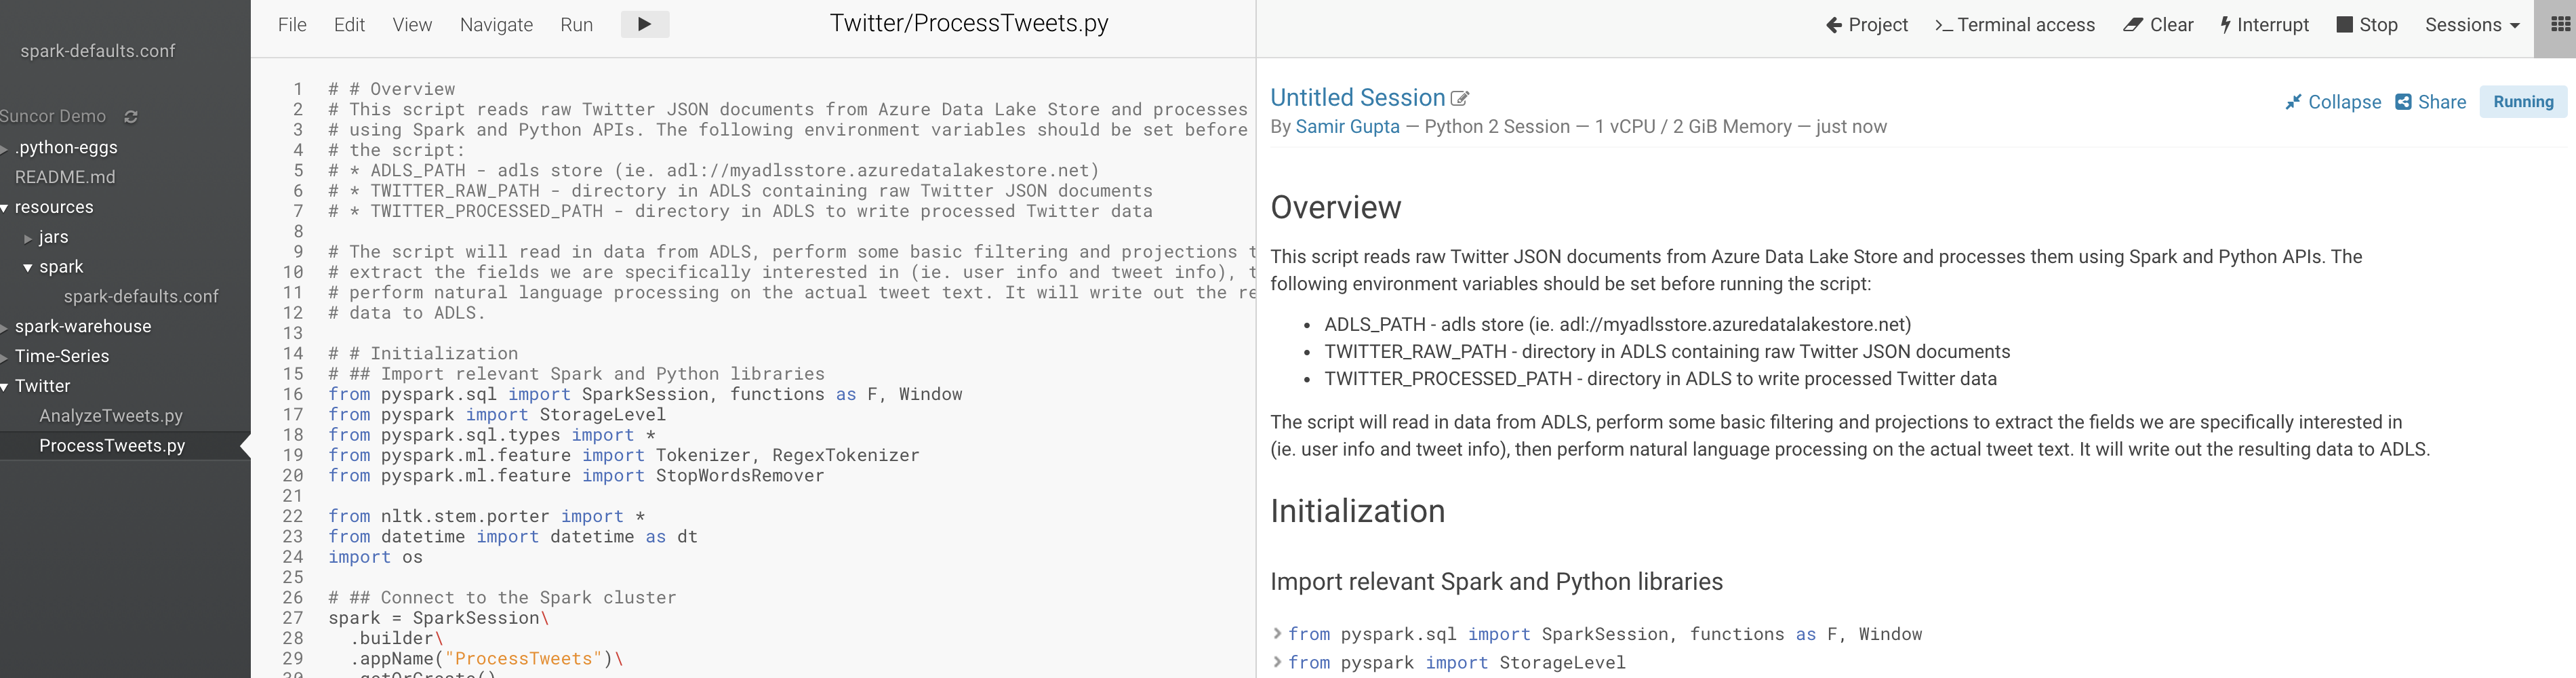 spark-defaults.conf
Suncor Demo
.python-eggs
README.md
resources
jars
spark
spark-defaults.conf
spark-warehouse
Time-Series
Twitter
AnalyzeTweets.py
ProcessTweets.py
File Edit View Navigate Run
Twitter/ProcessTweets.py
1 # # Overview
2 # This script reads raw Twitter JSON documents from Azure Data Lake Store and processes
3 # using Spark and Python APIs. The following environment variables should be set before
4 # the script:
5 # * ADLS_PATH - adls store (ie. adl://myadlsstore.azuredatalakestore.net)
6 # * TWITTER_RAW_PATH - directory in ADLS containing raw Twitter JSON documents
7 # * TWITTER_PROCESSED_PATH - directory in ADLS to write processed Twitter data
8
9 # The script will read in data from ADLS, perform some basic filtering and projections t
10 # extract the fields we are specifically interested in (ie. user info and tweet info), t
11 # perform natural language processing on the actual tweet text. It will write out the re
12 # data to ADLS.
13
14 # # Initialization
15 # ## Import relevant Spark and Python libraries
16 from pyspark.sql import SparkSession, functions as F, Window
17 from pyspark import StorageLevel
18 from pyspark.sql.types import *
19 from pyspark.ml.feature import Tokenizer, RegexTokenizer
20 from pyspark.ml.feature import StopWordsRemover
21
22 from nltk.stem.porter import *
23 from datetime import datetime as dt
24 import os
25
26 # ## Connect to the Spark cluster
27 spark = SparkSession\
28 .builder\
29 .appName("ProcessTweets")\
Project >_ Terminal access Clear Interrupt Stop Sessions
Untitled Session
Collapse Share Running
By Samir Gupta — Python 2 Session — 1 vCPU / 2 GiB Memory — just now
Overview
This script reads raw Twitter JSON documents from Azure Data Lake Store and processes them using Spark and Python APIs. The
following environment variables should be set before running the script:
• ADLS_PATH - adls store (ie. adl://myadlsstore.azuredatalakestore.net)
• TWITTER_RAW_PATH - directory in ADLS containing raw Twitter JSON documents
• TWITTER_PROCESSED_PATH - directory in ADLS to write processed Twitter data
The script will read in data from ADLS, perform some basic filtering and projections to extract the fields we are specifically interested in
(ie. user info and tweet info), then perform natural language processing on the actual tweet text. It will write out the resulting data to ADLS.
Initialization
Import relevant Spark and Python libraries
> from pyspark.sql import SparkSession, functions as F, Window
> from pyspark import StorageLevel